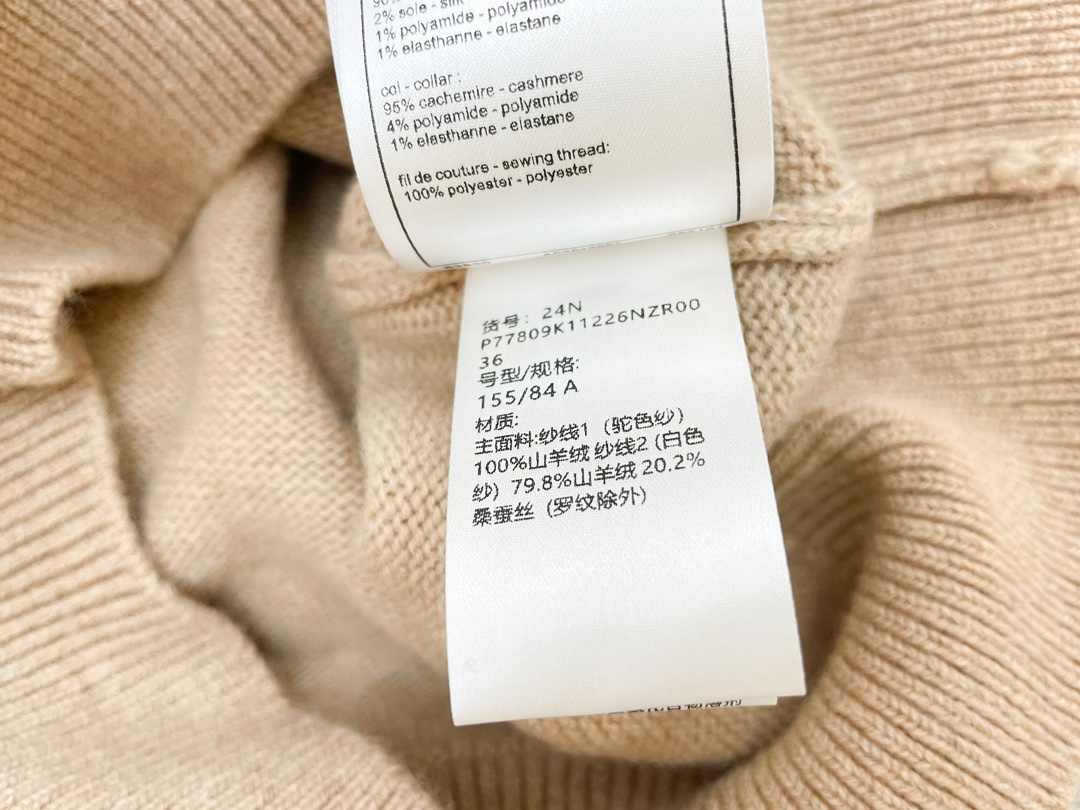 2% soie - silk
1% polyamide - polyamide
1% elasthanne - elastane
col - collar :
95% cachemire - cashmere
4% polyamide - polyamide
1% elasthanne - elastane
fil de couture - sewing thread:
100% polyester - polyester
货号: 24N
P77809K11226NZR00
36
号型/规格:
155/84 A
材质:
主面料:纱线1（驼色纱）
100%山羊绒 纱线2 (白色
纱）79.8%山羊绒 20.2%
桑蚕丝（罗纹除外)